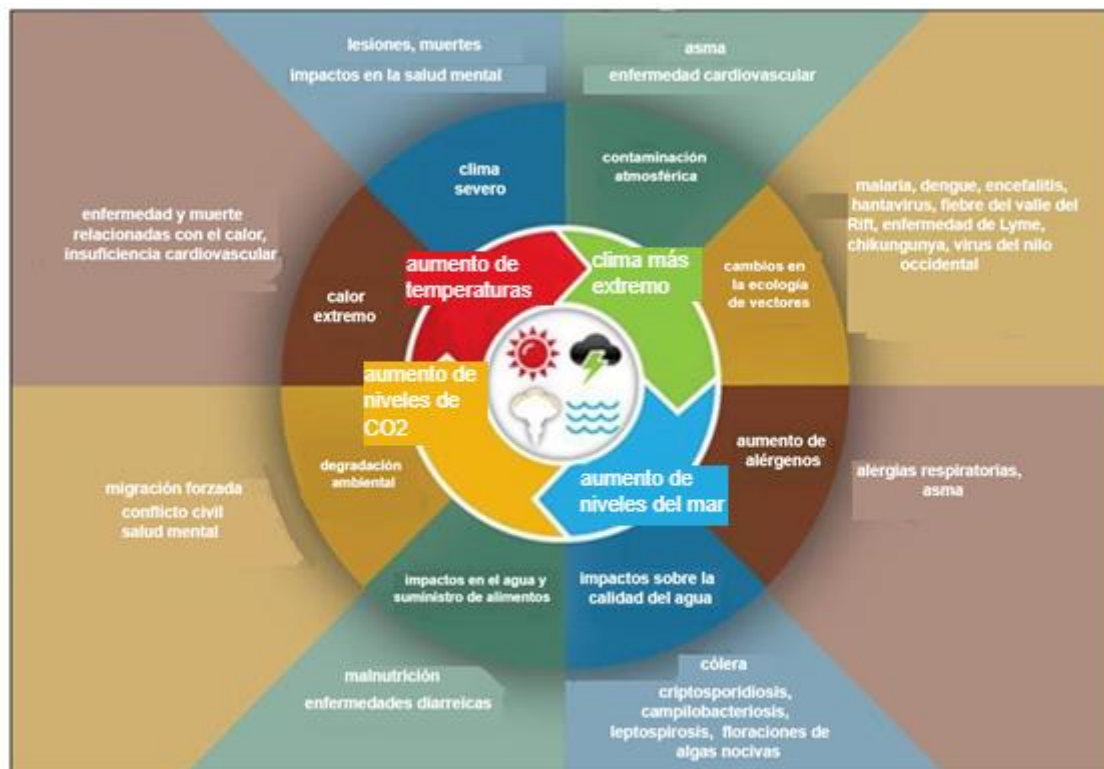 lesiones, muertes
impactos en la salud mental
asma
enfermedad cardiovascular
clima
severo
contaminación
atmosférica
malaria, dengue, encefalitis,
hantavirus, fiebre del valle del
Rift, enfermedad de Lyme,
chikungunya, virus del nilo
occidental
enfermedad y muerte
relacionadas con el calor,
insuficiencia cardiovascular
aumento de
temperaturas
clima más
extremo
cambios en
la ecología
de vectores
calor
extremo
aumento de
niveles de
CO2
aumento de
alérgenos
degradación
ambiental
aumento de
niveles del mar
alergias respiratorias,
asma
migración forzada
conflicto civil
salud mental
impactos en el agua y
suministro de alimentos
impactos sobre la
calidad del agua
malnutrición
enfermedades diarreicas
cólera
criptosporidiosis,
campilobacteriosis,
leptospirosis, floraciones de
algas nocivas